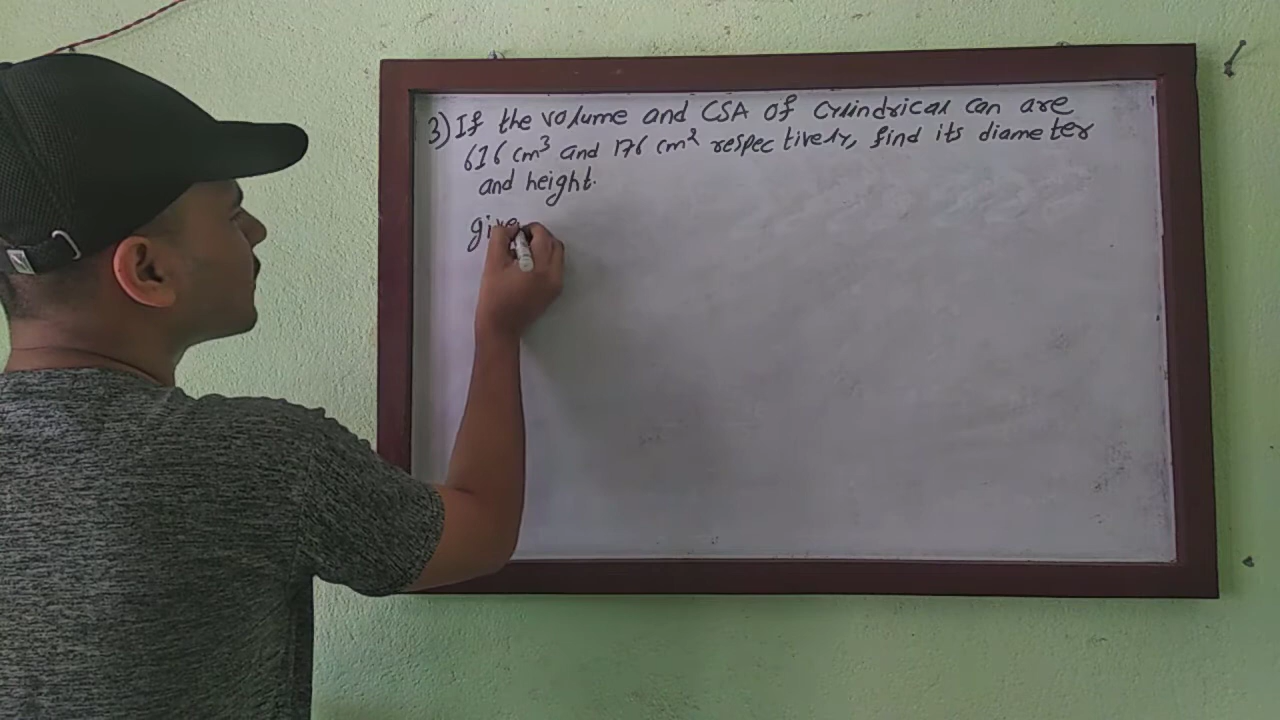 3) If the volume and CSA of cylindrical can are
616 cm³ and 176 cm² respectively, find its diameter
and height.
give